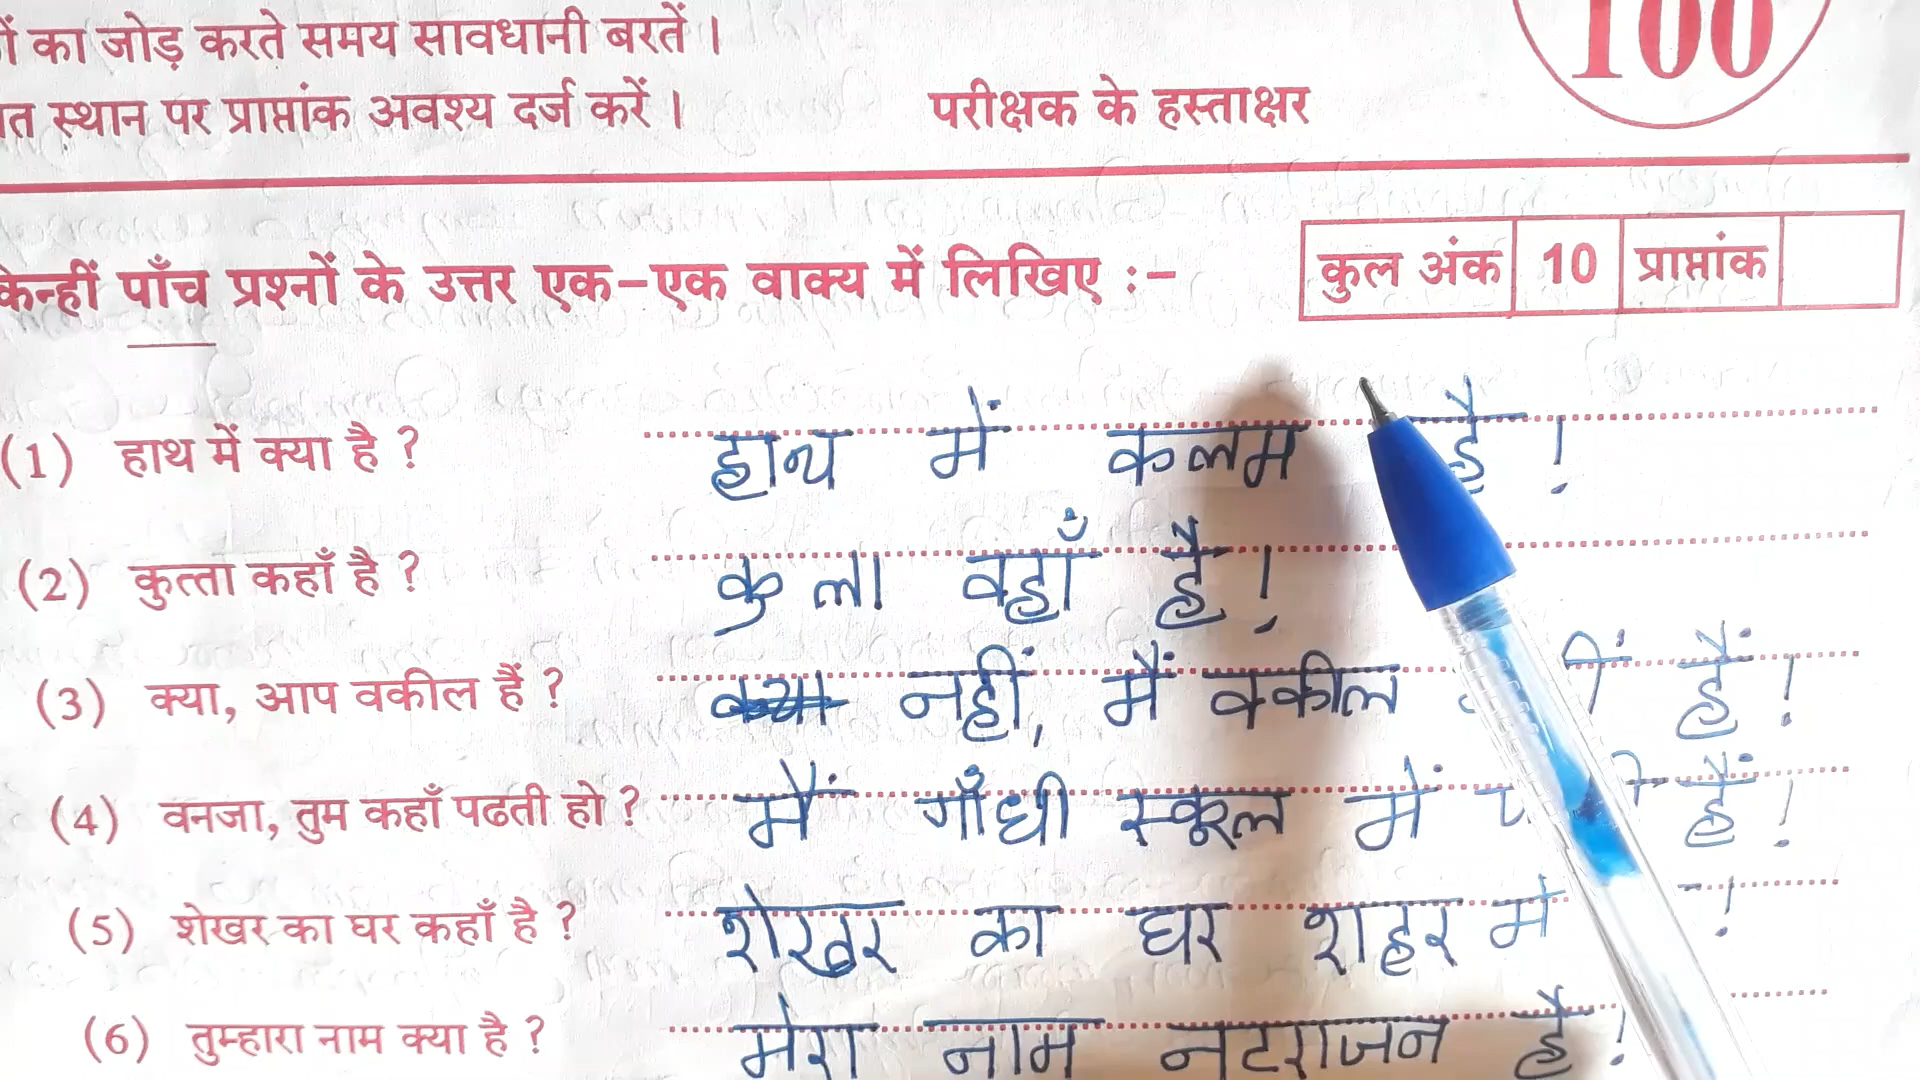 का जोड़ करते समय सावधानी बरतें ।
100
स्थान पर प्राप्तांक अवश्य दर्ज करें ।
परीक्षक के हस्ताक्षर
पाँच प्रश्नों के उत्तर एक-एक वाक्य में लिखिए :-
कुल अंक 10 प्राप्तांक
(1) हाथ में क्या है ? हाथ में कलम है !
(2) कुत्ता कहाँ है ? कुत्ता वहाँ है !
(3) क्या, आप वकील हैं ? नहीं, मैं वकील हैं !
(4) वनजा, तुम कहाँ पढती हो ? मैं गाँधी स्कूल में हैं !
(5) शेखर का घर कहाँ है ? शेखर का घर शहर में !
(6) तुम्हारा नाम क्या है ? मेरा नाम नटराजन है !